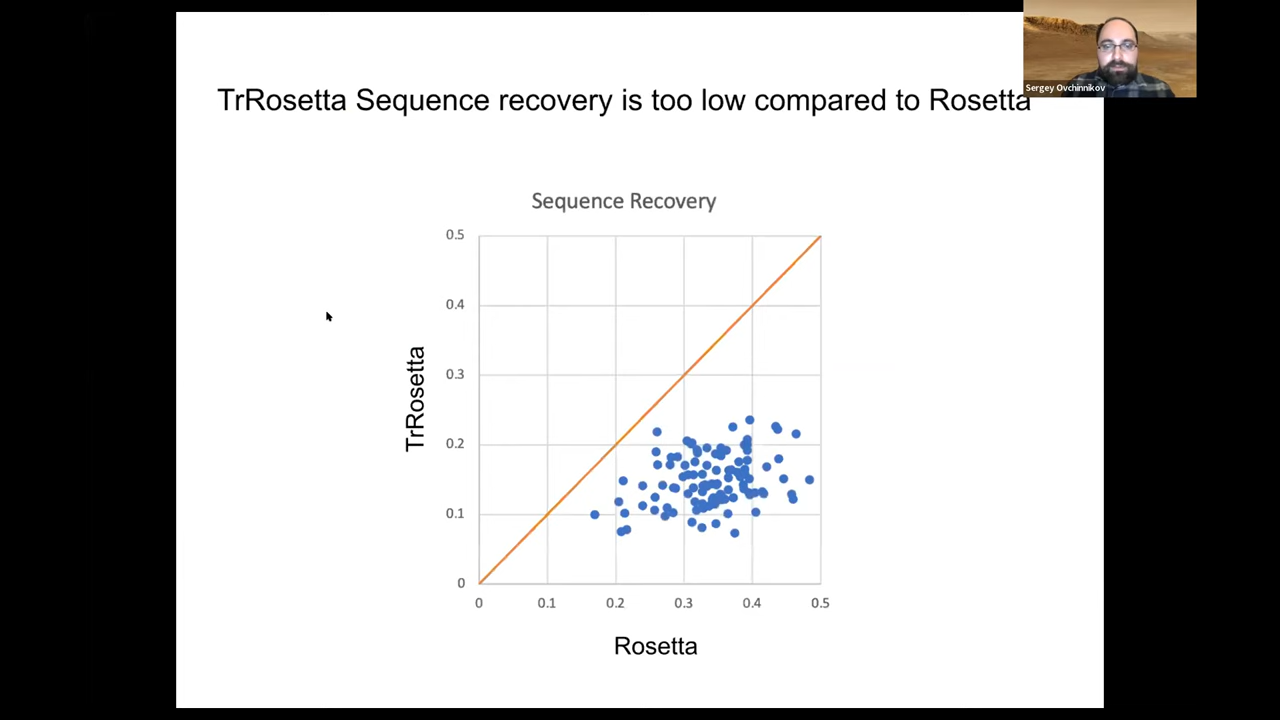 Sergey Ovchinnikov
TrRosetta Sequence recovery is too low compared to Rosetta
Sequence Recovery
0.5
0.4
0.3
0.2
0.1
0
TrRosetta
0 0.1 0.2 0.3 0.4 0.5
Rosetta